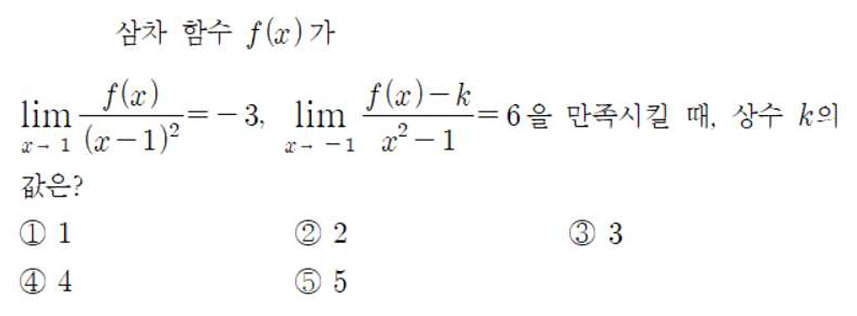 삼차 함수 f(x)가
lim_{x→1} f(x)/(x-1)² = -3, lim_{x→-1} (f(x)-k)/(x²-1) = 6을 만족시킬 때, 상수 k의
값은?
① 1 ② 2 ③ 3
④ 4 ⑤ 5